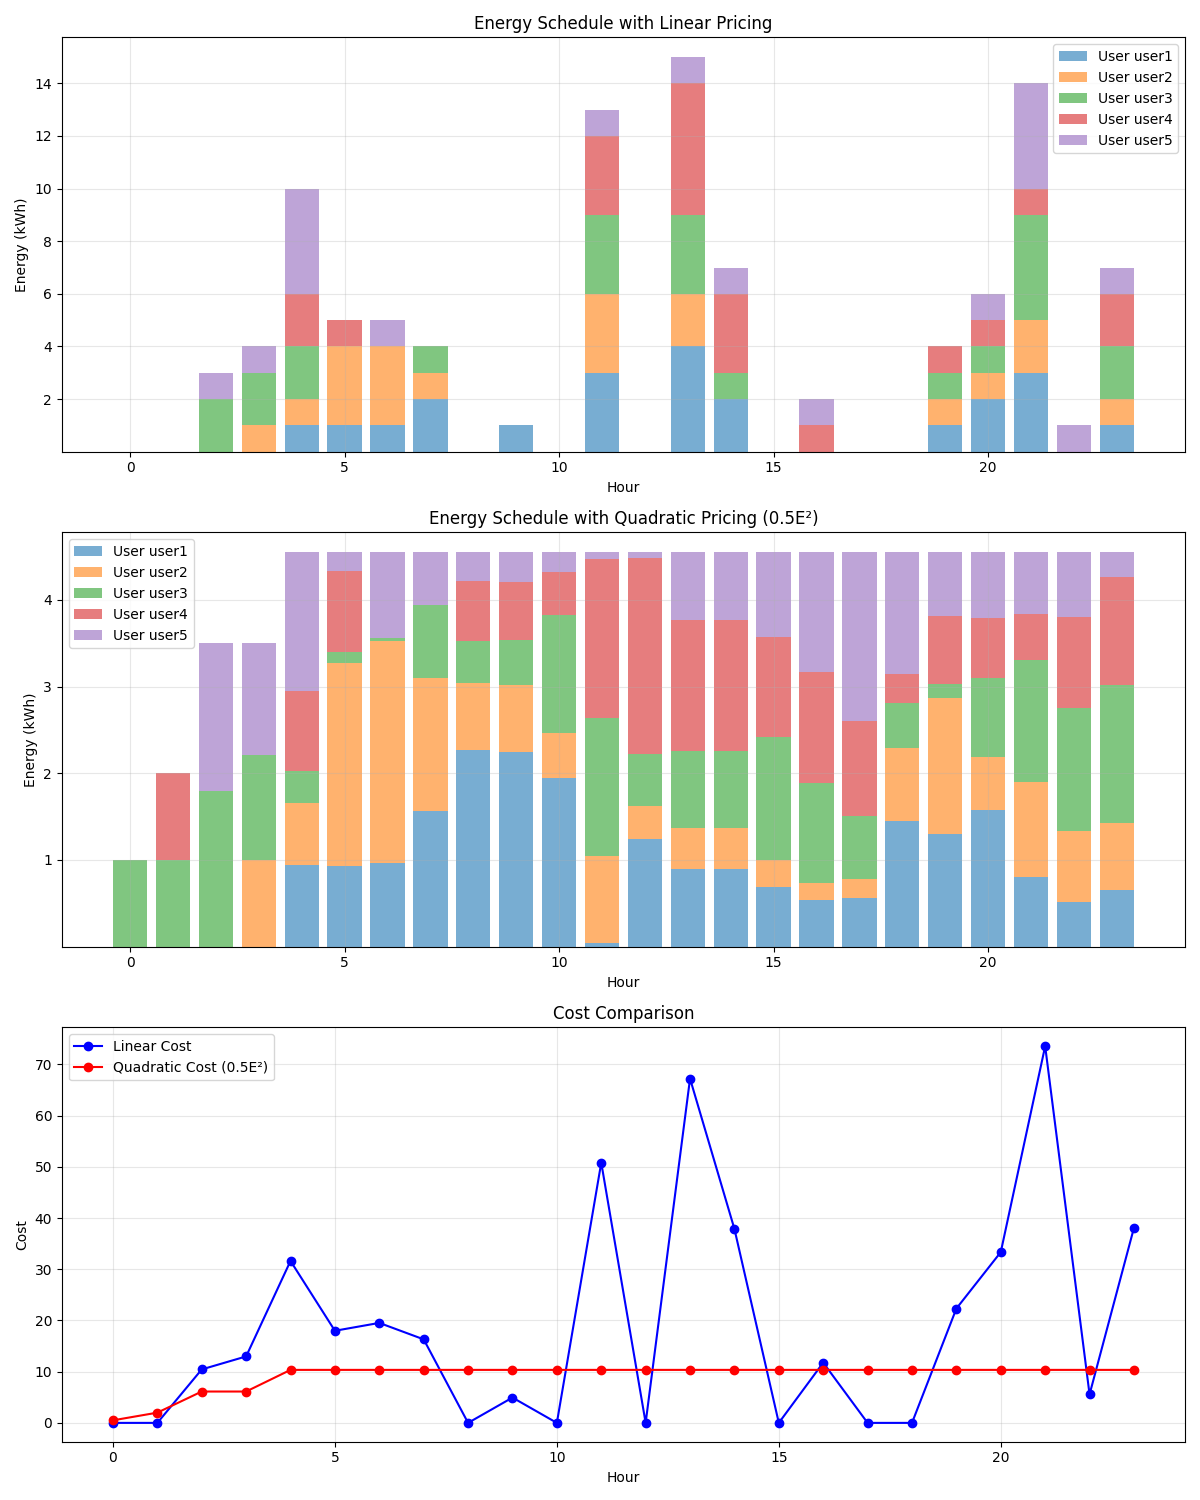 Energy Schedule with Linear Pricing
Energy (kWh)
14
12
10
8
6
4
2
User user1
User user2
User user3
User user4
User user5
0 5 10 15 20
Hour
Energy Schedule with Quadratic Pricing (0.5E²)
Energy (kWh)
4
3
2
1
User user1
User user2
User user3
User user4
User user5
0 5 10 15 20
Hour
Cost Comparison
Cost
70
60
50
40
30
20
10
0
Linear Cost
Quadratic Cost (0.5E²)
0 5 10 15 20
Hour